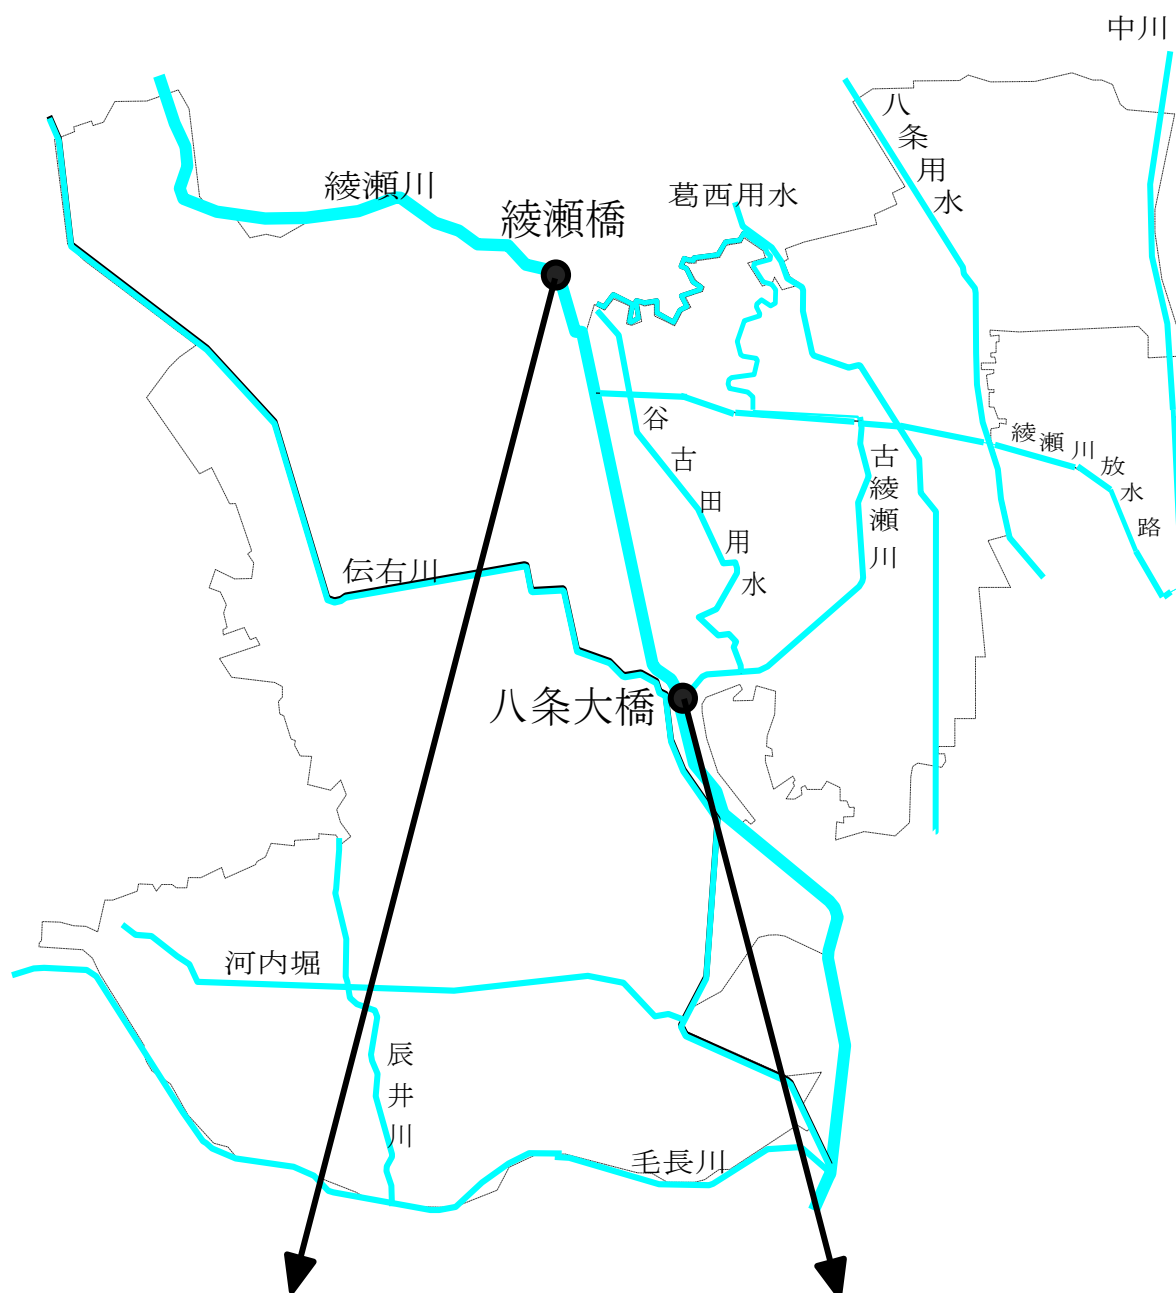 中川
八条用水
綾瀬川
葛西用水
綾瀬橋
谷古田用水
古綾瀬川
綾瀬川放水路
伝右川
八条大橋
河内堀
辰井川
毛長川